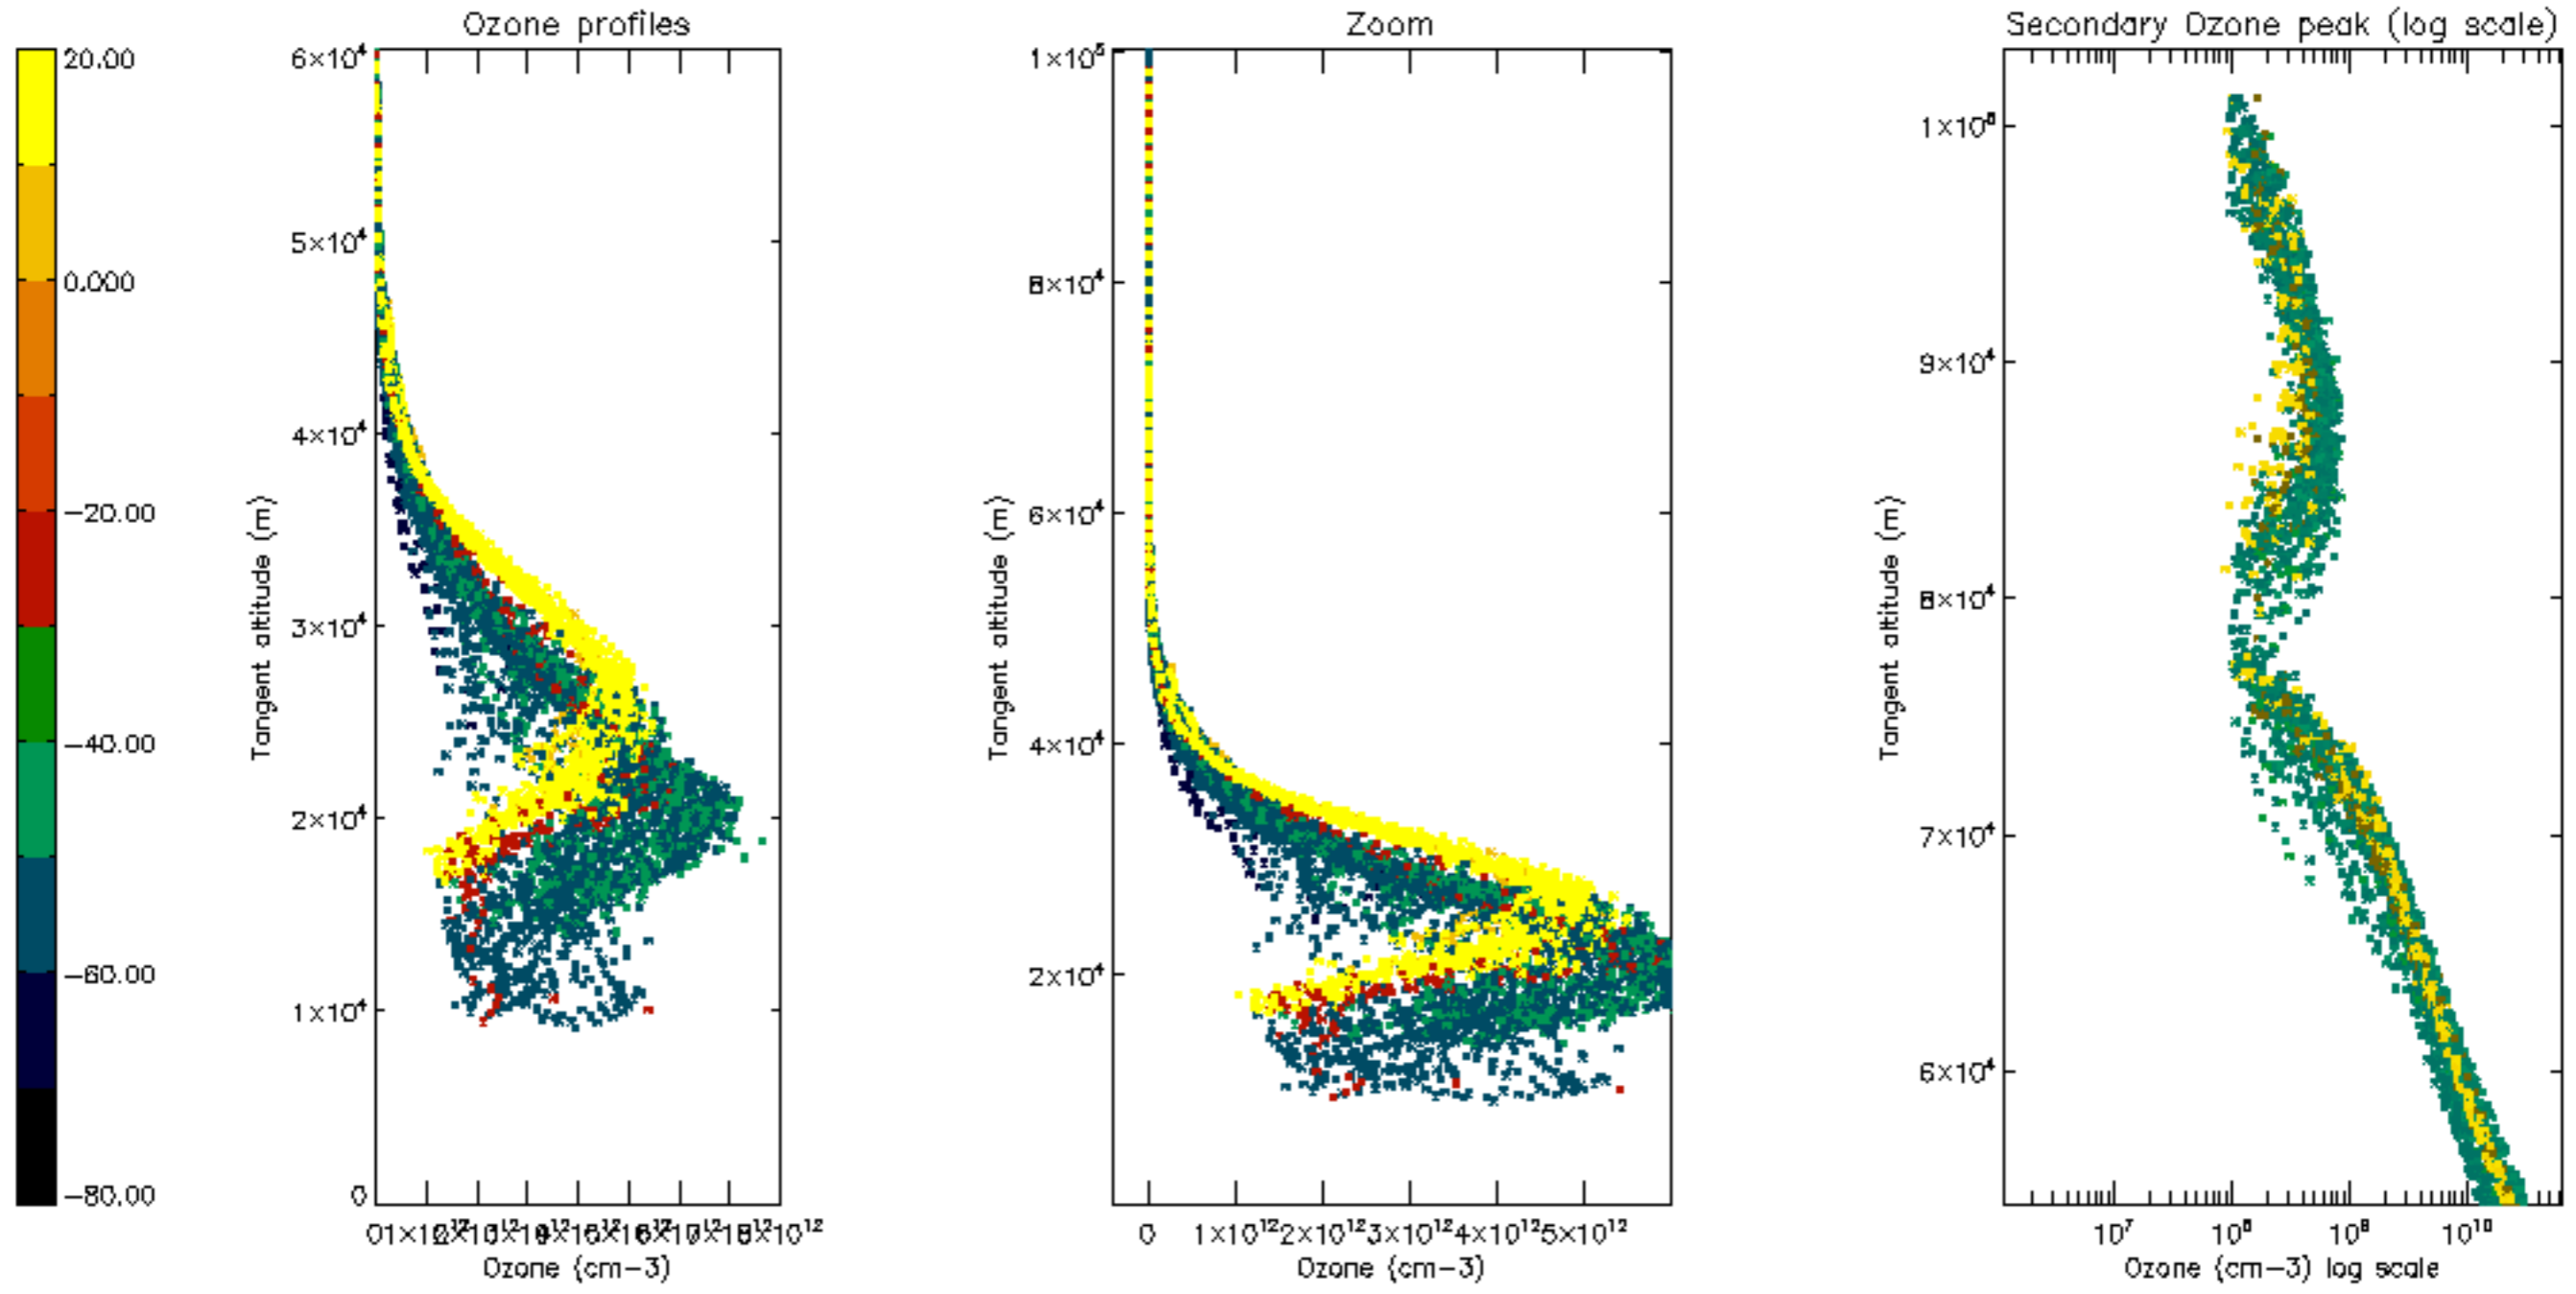 Ozone profiles
Zoom
Secondary Ozone peak (log scale)
20.00
0.000
−20.00
−40.00
−60.00
−80.00
6×10⁴
5×10⁴
4×10⁴
3×10⁴
2×10⁴
1×10⁴
0
Tangent altitude (m)
Ozone (cm−3)
1×10⁵
8×10⁴
6×10⁴
4×10⁴
2×10⁴
Tangent altitude (m)
0 1×10¹² 2×10¹² 3×10¹² 4×10¹² 5×10¹²
Ozone (cm−3)
1×10⁵
9×10⁴
8×10⁴
7×10⁴
6×10⁴
Tangent altitude (m)
10⁷ 10⁸ 10⁹ 10¹⁰
Ozone (cm−3) log scale